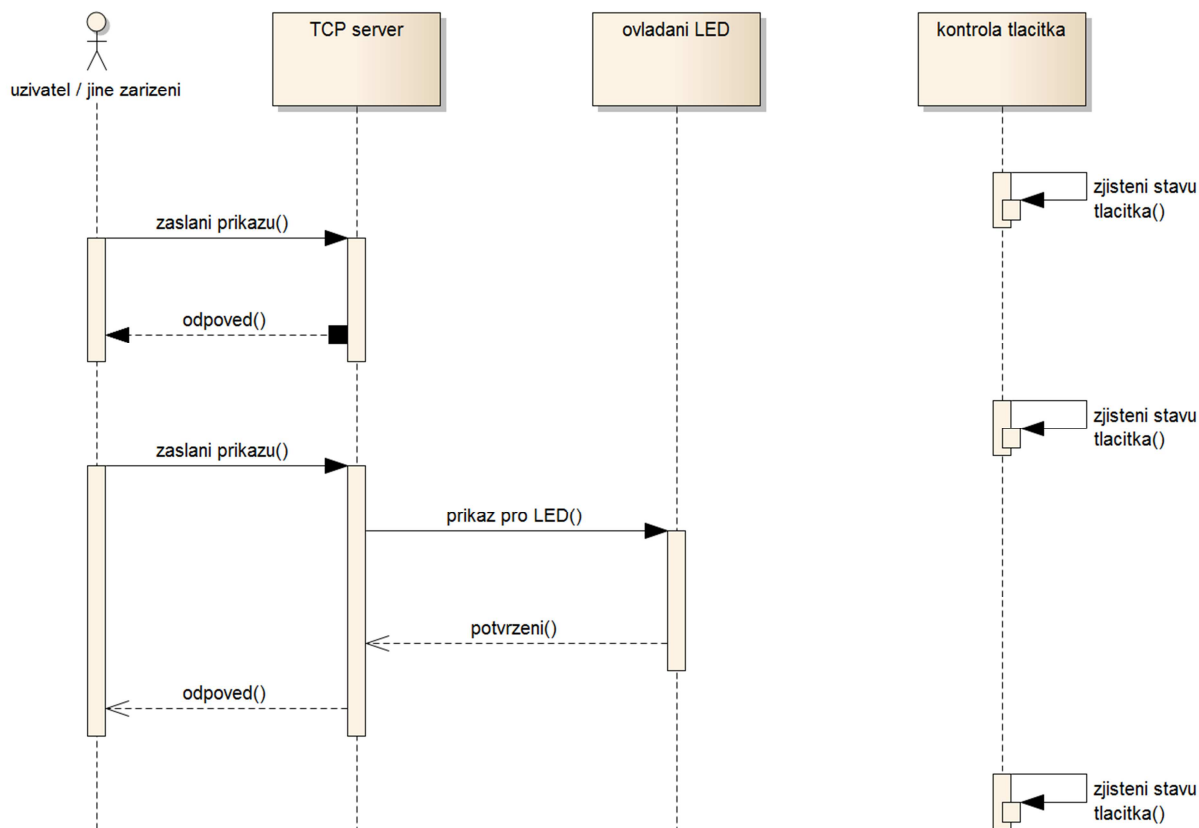 TCP server
ovladani LED
kontrola tlacitka
uzivatel / jine zarizeni
zjisteni stavu
tlacitka()
zaslani prikazu()
odpoved()
zjisteni stavu
tlacitka()
zaslani prikazu()
prikaz pro LED()
potvrzeni()
odpoved()
zjisteni stavu
tlacitka()